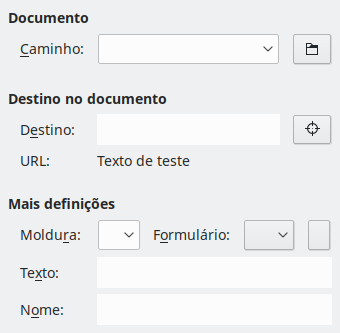 Documento
Caminho:
Destino no documento
Destino:
URL: Texto de teste
Mais definições
Moldura: Formulário:
Texto:
Nome: